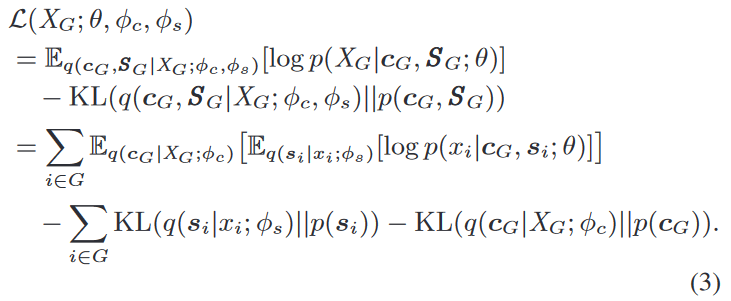 ℒ(X_G; θ, ϕ_c, ϕ_s)
= 𝔼_{q(𝒄_G, 𝑺_G|X_G; ϕ_c, ϕ_s)}[log p(X_G|𝒄_G, 𝑺_G; θ)]
− KL(q(𝒄_G, 𝑺_G|X_G; ϕ_c, ϕ_s)||p(𝒄_G, 𝑺_G))
= ∑_{i∈G} 𝔼_{q(𝒄_G|X_G; ϕ_c)}[𝔼_{q(𝒔_i|x_i; ϕ_s)}[log p(x_i|𝒄_G, 𝒔_i; θ)]]
− ∑_{i∈G} KL(q(𝒔_i|x_i; ϕ_s)||p(𝒔_i)) − KL(q(𝒄_G|X_G; ϕ_c)||p(𝒄_G)).
(3)